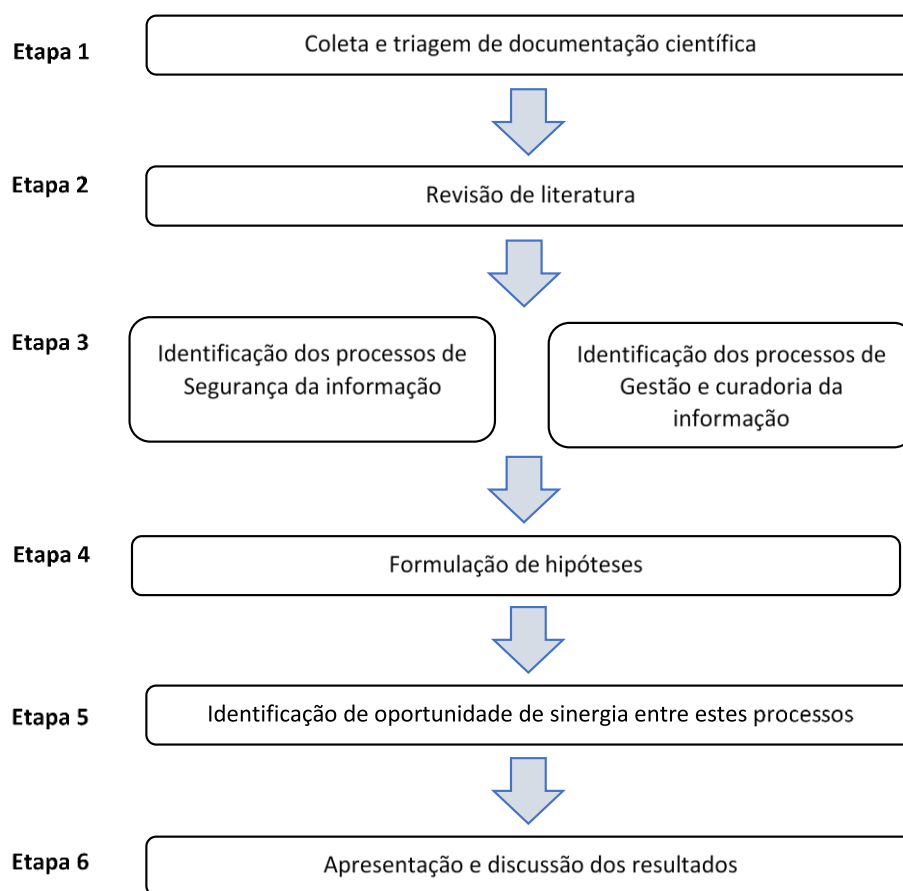 Etapa 1
Coleta e triagem de documentação científica
Etapa 2
Revisão de literatura
Etapa 3
Identificação dos processos de
Segurança da informação
Identificação dos processos de
Gestão e curadoria da
informação
Etapa 4
Formulação de hipóteses
Etapa 5
Identificação de oportunidade de sinergia entre estes processos
Etapa 6
Apresentação e discussão dos resultados